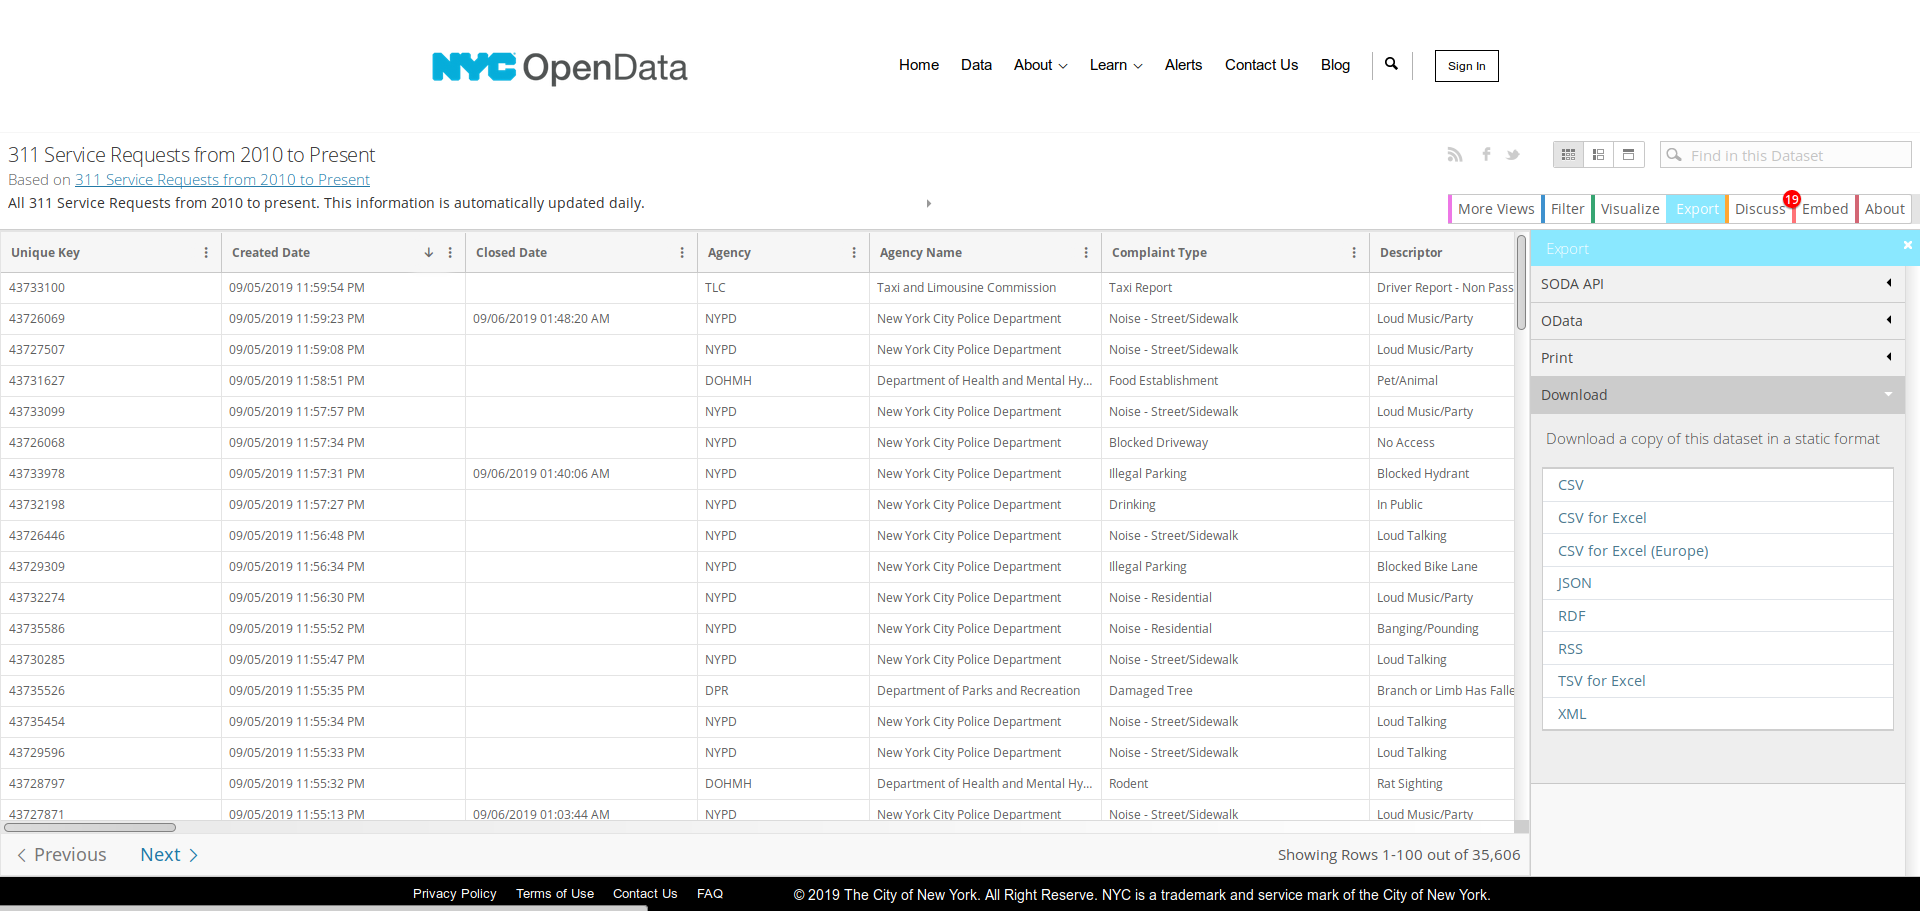 NYC OpenData
Home Data About Learn Alerts Contact Us Blog Sign In
311 Service Requests from 2010 to Present
Based on 311 Service Requests from 2010 to Present
All 311 Service Requests from 2010 to present. This information is automatically updated daily.
Find in this Dataset
More Views Filter Visualize Export Discuss 19 Embed About
Unique Key Created Date Closed Date Agency Agency Name Complaint Type Descriptor
43733100 09/05/2019 11:59:54 PM TLC Taxi and Limousine Commission Taxi Report Driver Report - Non Pass
43726069 09/05/2019 11:59:23 PM 09/06/2019 01:48:20 AM NYPD New York City Police Department Noise - Street/Sidewalk Loud Music/Party
43727507 09/05/2019 11:59:08 PM NYPD New York City Police Department Noise - Street/Sidewalk Loud Music/Party
43731627 09/05/2019 11:58:51 PM DOHMH Department of Health and Mental Hy... Food Establishment Pet/Animal
43733099 09/05/2019 11:57:57 PM NYPD New York City Police Department Noise - Street/Sidewalk Loud Music/Party
43726068 09/05/2019 11:57:34 PM NYPD New York City Police Department Blocked Driveway No Access
43733978 09/05/2019 11:57:31 PM 09/06/2019 01:40:06 AM NYPD New York City Police Department Illegal Parking Blocked Hydrant
43732198 09/05/2019 11:57:27 PM NYPD New York City Police Department Drinking In Public
43726446 09/05/2019 11:56:48 PM NYPD New York City Police Department Noise - Street/Sidewalk Loud Talking
43729309 09/05/2019 11:56:34 PM NYPD New York City Police Department Illegal Parking Blocked Bike Lane
43732274 09/05/2019 11:56:30 PM NYPD New York City Police Department Noise - Residential Loud Music/Party
43735586 09/05/2019 11:55:52 PM NYPD New York City Police Department Noise - Residential Banging/Pounding
43730285 09/05/2019 11:55:47 PM NYPD New York City Police Department Noise - Street/Sidewalk Loud Talking
43735526 09/05/2019 11:55:35 PM DPR Department of Parks and Recreation Damaged Tree Branch or Limb Has Falle
43735454 09/05/2019 11:55:34 PM NYPD New York City Police Department Noise - Street/Sidewalk Loud Talking
43729596 09/05/2019 11:55:33 PM NYPD New York City Police Department Noise - Street/Sidewalk Loud Talking
43728797 09/05/2019 11:55:32 PM DOHMH Department of Health and Mental Hy... Rodent Rat Sighting
43727871 09/05/2019 11:55:13 PM 09/06/2019 01:03:44 AM NYPD New York City Police Department Noise - Street/Sidewalk Loud Music/Party
Previous Next Showing Rows 1-100 out of 35,606
Export
SODA API
OData
Print
Download
Download a copy of this dataset in a static format
CSV
CSV for Excel
CSV for Excel (Europe)
JSON
RDF
RSS
TSV for Excel
XML
Privacy Policy Terms of Use Contact Us FAQ © 2019 The City of New York. All Right Reserve. NYC is a trademark and service mark of the City of New York.